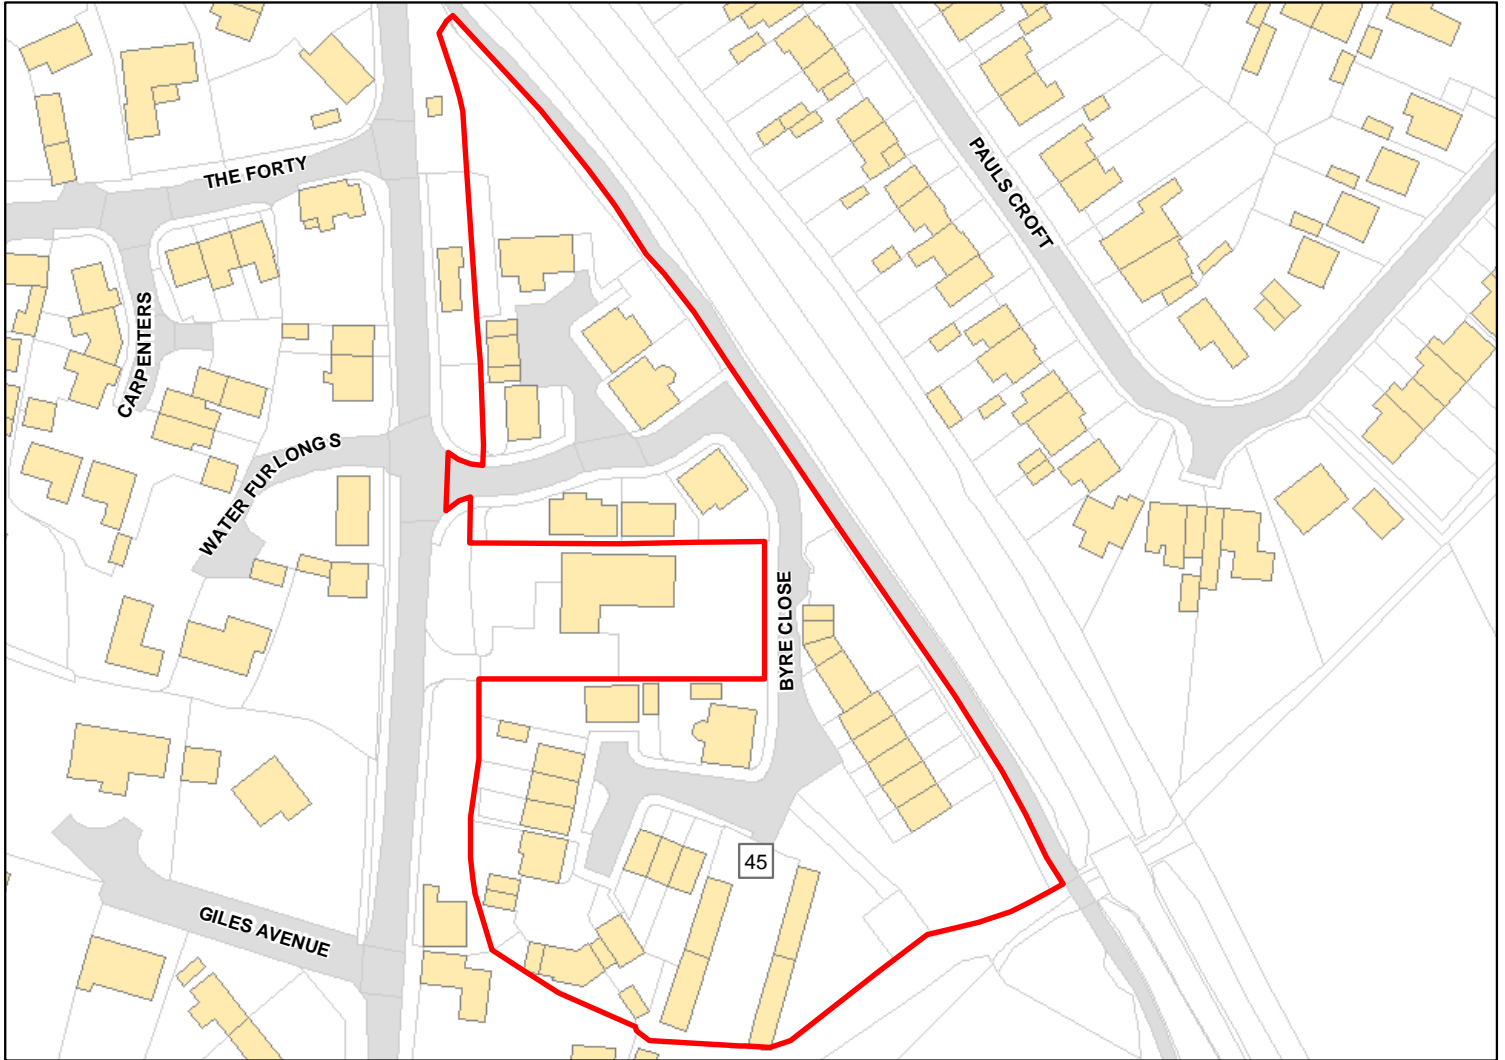 THE FORTY
PAULS CROFT
CARPENTERS
WATER FURLONGS
BYRE CLOSE
45
GILES AVENUE